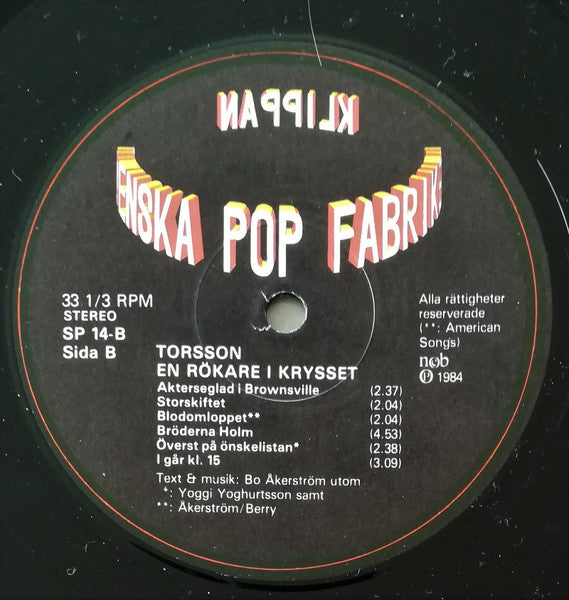 KLIPPAN
ENSKA POP FABRIKE
33 1/3 RPM
STEREO
SP 14-B
Sida B
Alla rättigheter
reserverade
(**: American
Songs)
ncb
Ⓟ 1984
TORSSON
EN RÖKARE I KRYSSET
Akterseglad i Brownsville (2.37)
Storskiftet (2.04)
Blodomloppet** (2.04)
Bröderna Holm (4.53)
Överst på önskelistan* (2.38)
I går kl. 15 (3.09)
Text & musik: Bo Åkerström utom
*: Yoggi Yoghurtsson samt
**: Åkerström/Berry